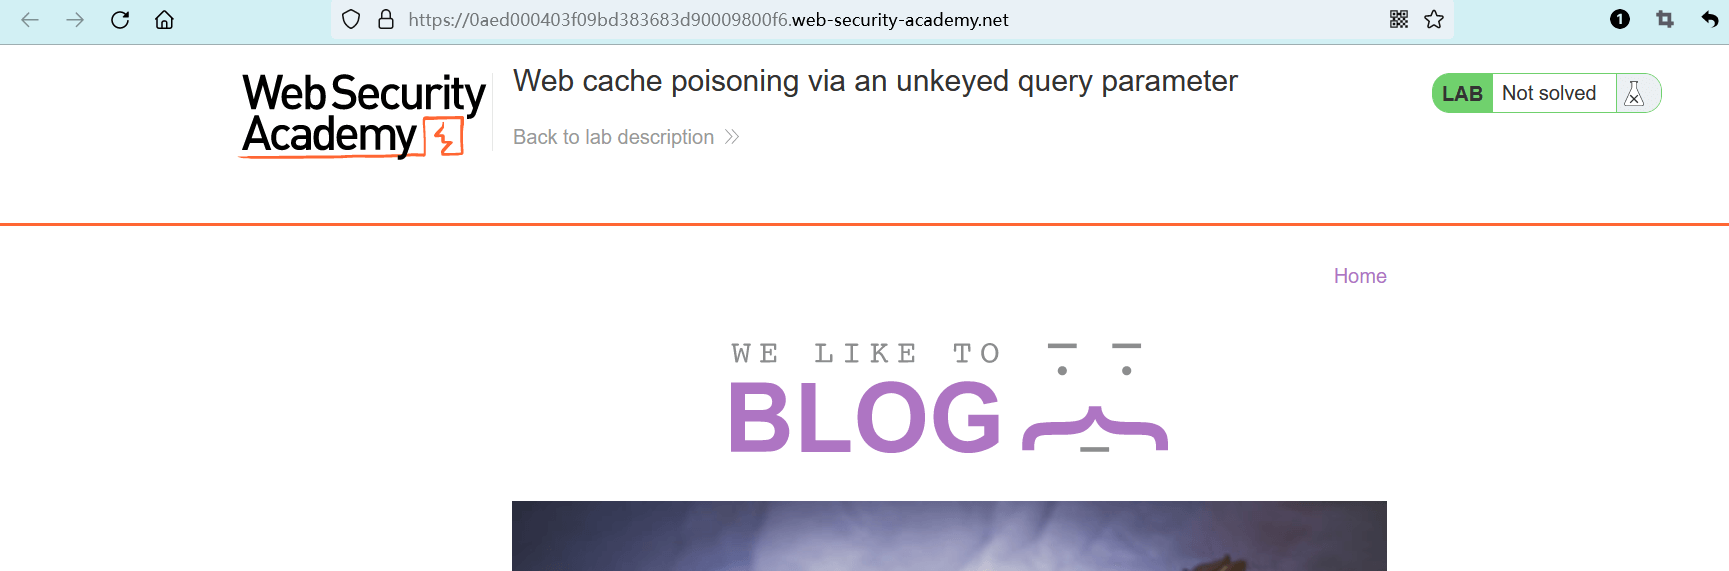 https://0aed000403f09bd383683d90009800f6.web-security-academy.net
1
Web Security
Academy
Web cache poisoning via an unkeyed query parameter
Back to lab description
LAB Not solved
Home
WE LIKE TO
BLOG